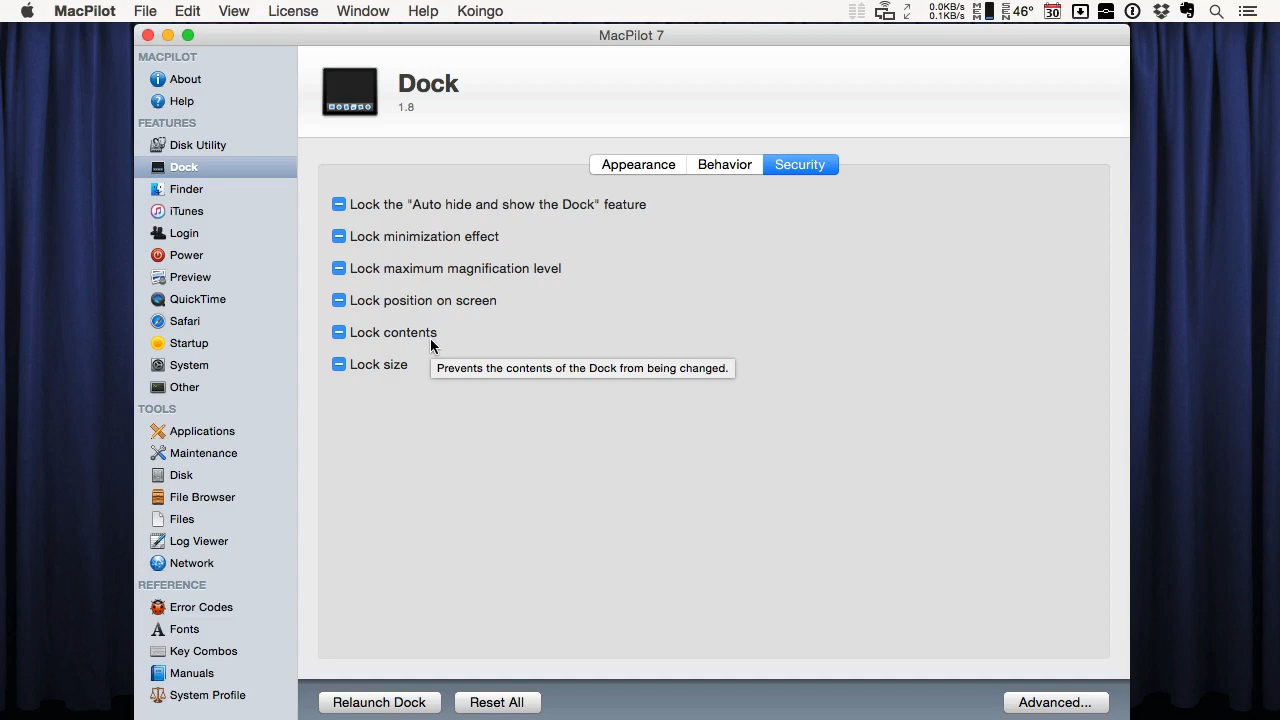 MacPilot File Edit View License Window Help Koingo 0.0KB/s 0.1KB/s 46° 30
MacPilot 7
MACPILOT
About
Help
FEATURES
Disk Utility
Dock
Finder
iTunes
Login
Power
Preview
QuickTime
Safari
Startup
System
Other
TOOLS
Applications
Maintenance
Disk
File Browser
Files
Log Viewer
Network
REFERENCE
Error Codes
Fonts
Key Combos
Manuals
System Profile
Dock
1.8
Appearance Behavior Security
Lock the "Auto hide and show the Dock" feature
Lock minimization effect
Lock maximum magnification level
Lock position on screen
Lock contents
Lock size
Prevents the contents of the Dock from being changed.
Relaunch Dock Reset All Advanced...